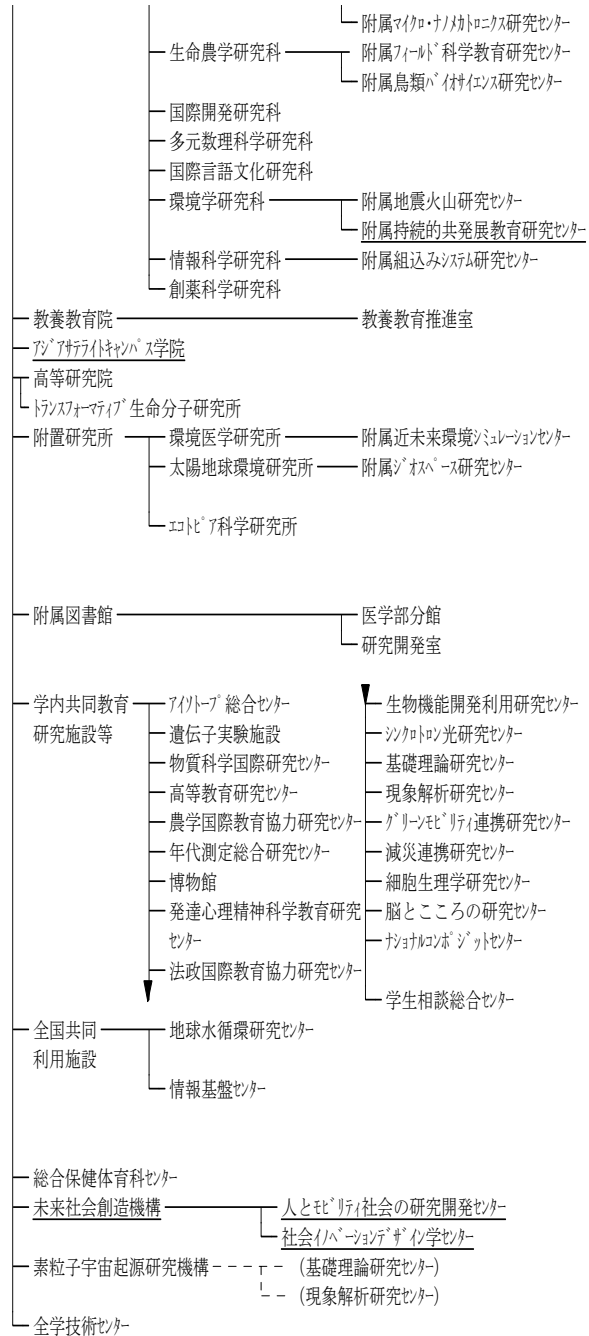 附属ﾏｲｸﾛ・ﾅﾉﾒｶﾄﾛﾆｸｽ研究ｾﾝﾀｰ
生命農学研究科 附属ﾌｨｰﾙﾄﾞ科学教育研究ｾﾝﾀｰ
附属鳥類ﾊﾞｲｵｻｲｴﾝｽ研究ｾﾝﾀｰ
国際開発研究科
多元数理科学研究科
国際言語文化研究科
環境学研究科 附属地震火山研究ｾﾝﾀｰ
附属持続的共発展教育研究ｾﾝﾀｰ
情報科学研究科 附属組込みｼｽﾃﾑ研究ｾﾝﾀｰ
創薬科学研究科
教養教育院 教養教育推進室
ｱｼﾞｱｻﾃﾗｲﾄｷｬﾝﾊﾟｽ学院
高等研究院
ﾄﾗﾝｽﾌｫｰﾏﾃｨﾌﾞ生命分子研究所
附置研究所 環境医学研究所 附属近未来環境ｼﾐｭﾚｰｼｮﾝｾﾝﾀｰ
太陽地球環境研究所 附属ｼﾞｵｽﾍﾟｰｽ研究ｾﾝﾀｰ
ｴｺﾄﾋﾟｱ科学研究所
附属図書館 医学部分館
研究開発室
学内共同教育 ｱｲｿﾄｰﾌﾟ総合ｾﾝﾀｰ 生物機能開発利用研究ｾﾝﾀｰ
研究施設等 遺伝子実験施設 ｼﾝｸﾛﾄﾛﾝ光研究ｾﾝﾀｰ
物質科学国際研究ｾﾝﾀｰ 基礎理論研究ｾﾝﾀｰ
高等教育研究ｾﾝﾀｰ 現象解析研究ｾﾝﾀｰ
農学国際教育協力研究ｾﾝﾀｰ ｸﾞﾘｰﾝﾓﾋﾞﾘﾃｨ連携研究ｾﾝﾀｰ
年代測定総合研究ｾﾝﾀｰ 減災連携研究ｾﾝﾀｰ
博物館 細胞生理学研究ｾﾝﾀｰ
発達心理精神科学教育研究 脳とこころの研究ｾﾝﾀｰ
ｾﾝﾀｰ ﾅｼｮﾅﾙｺﾝﾎﾟｼﾞｯﾄｾﾝﾀｰ
法政国際教育協力研究ｾﾝﾀｰ
学生相談総合ｾﾝﾀｰ
全国共同 地球水循環研究ｾﾝﾀｰ
利用施設
情報基盤ｾﾝﾀｰ
総合保健体育科ｾﾝﾀｰ
未来社会創造機構 人とﾓﾋﾞﾘﾃｨ社会の研究開発ｾﾝﾀｰ
社会ｲﾉﾍﾞｰｼｮﾝﾃﾞｻﾞｲﾝ学ｾﾝﾀｰ
素粒子宇宙起源研究機構 (基礎理論研究ｾﾝﾀｰ)
(現象解析研究ｾﾝﾀｰ)
全学技術ｾﾝﾀｰ